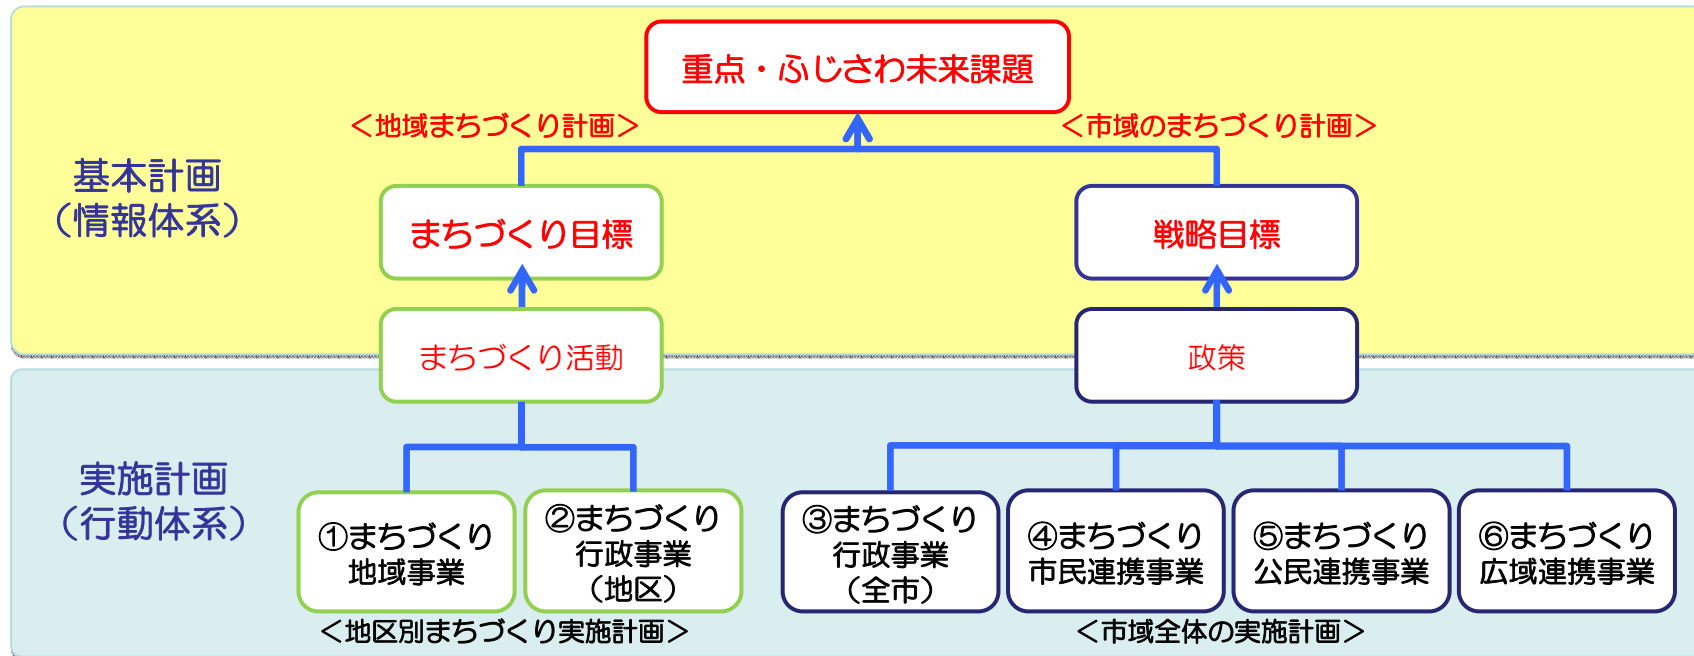 重点・ふじさわ未来課題
＜地域まちづくり計画＞
＜市域のまちづくり計画＞
基本計画
（情報体系）
まちづくり目標
戦略目標
まちづくり活動
政策
実施計画
（行動体系）
①まちづくり
地域事業
②まちづくり
行政事業
（地区）
③まちづくり
行政事業
（全市）
④まちづくり
市民連携事業
⑤まちづくり
公民連携事業
⑥まちづくり
広域連携事業
＜地区別まちづくり実施計画＞
＜市域全体の実施計画＞